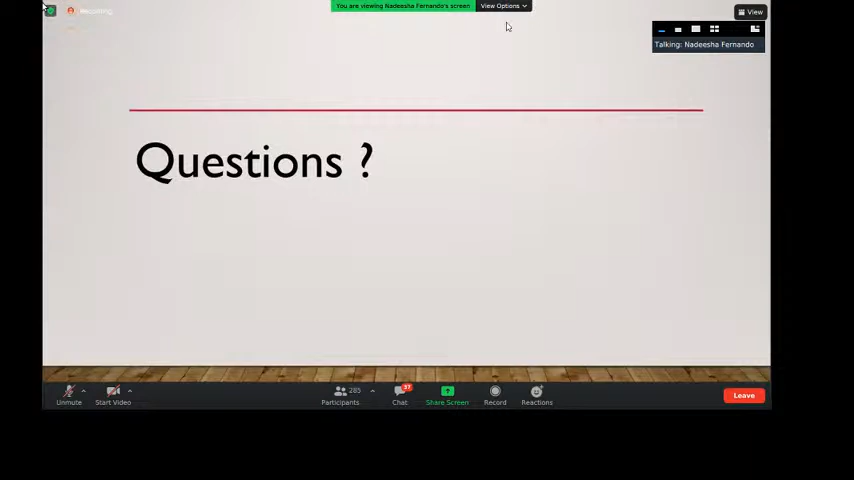 Recording
You are viewing Nadeesha Fernando's screen
View Options
View
Talking: Nadeesha Fernando
Questions ?
Unmute
Start Video
285
Participants
37
Chat
Share Screen
Record
Reactions
Leave